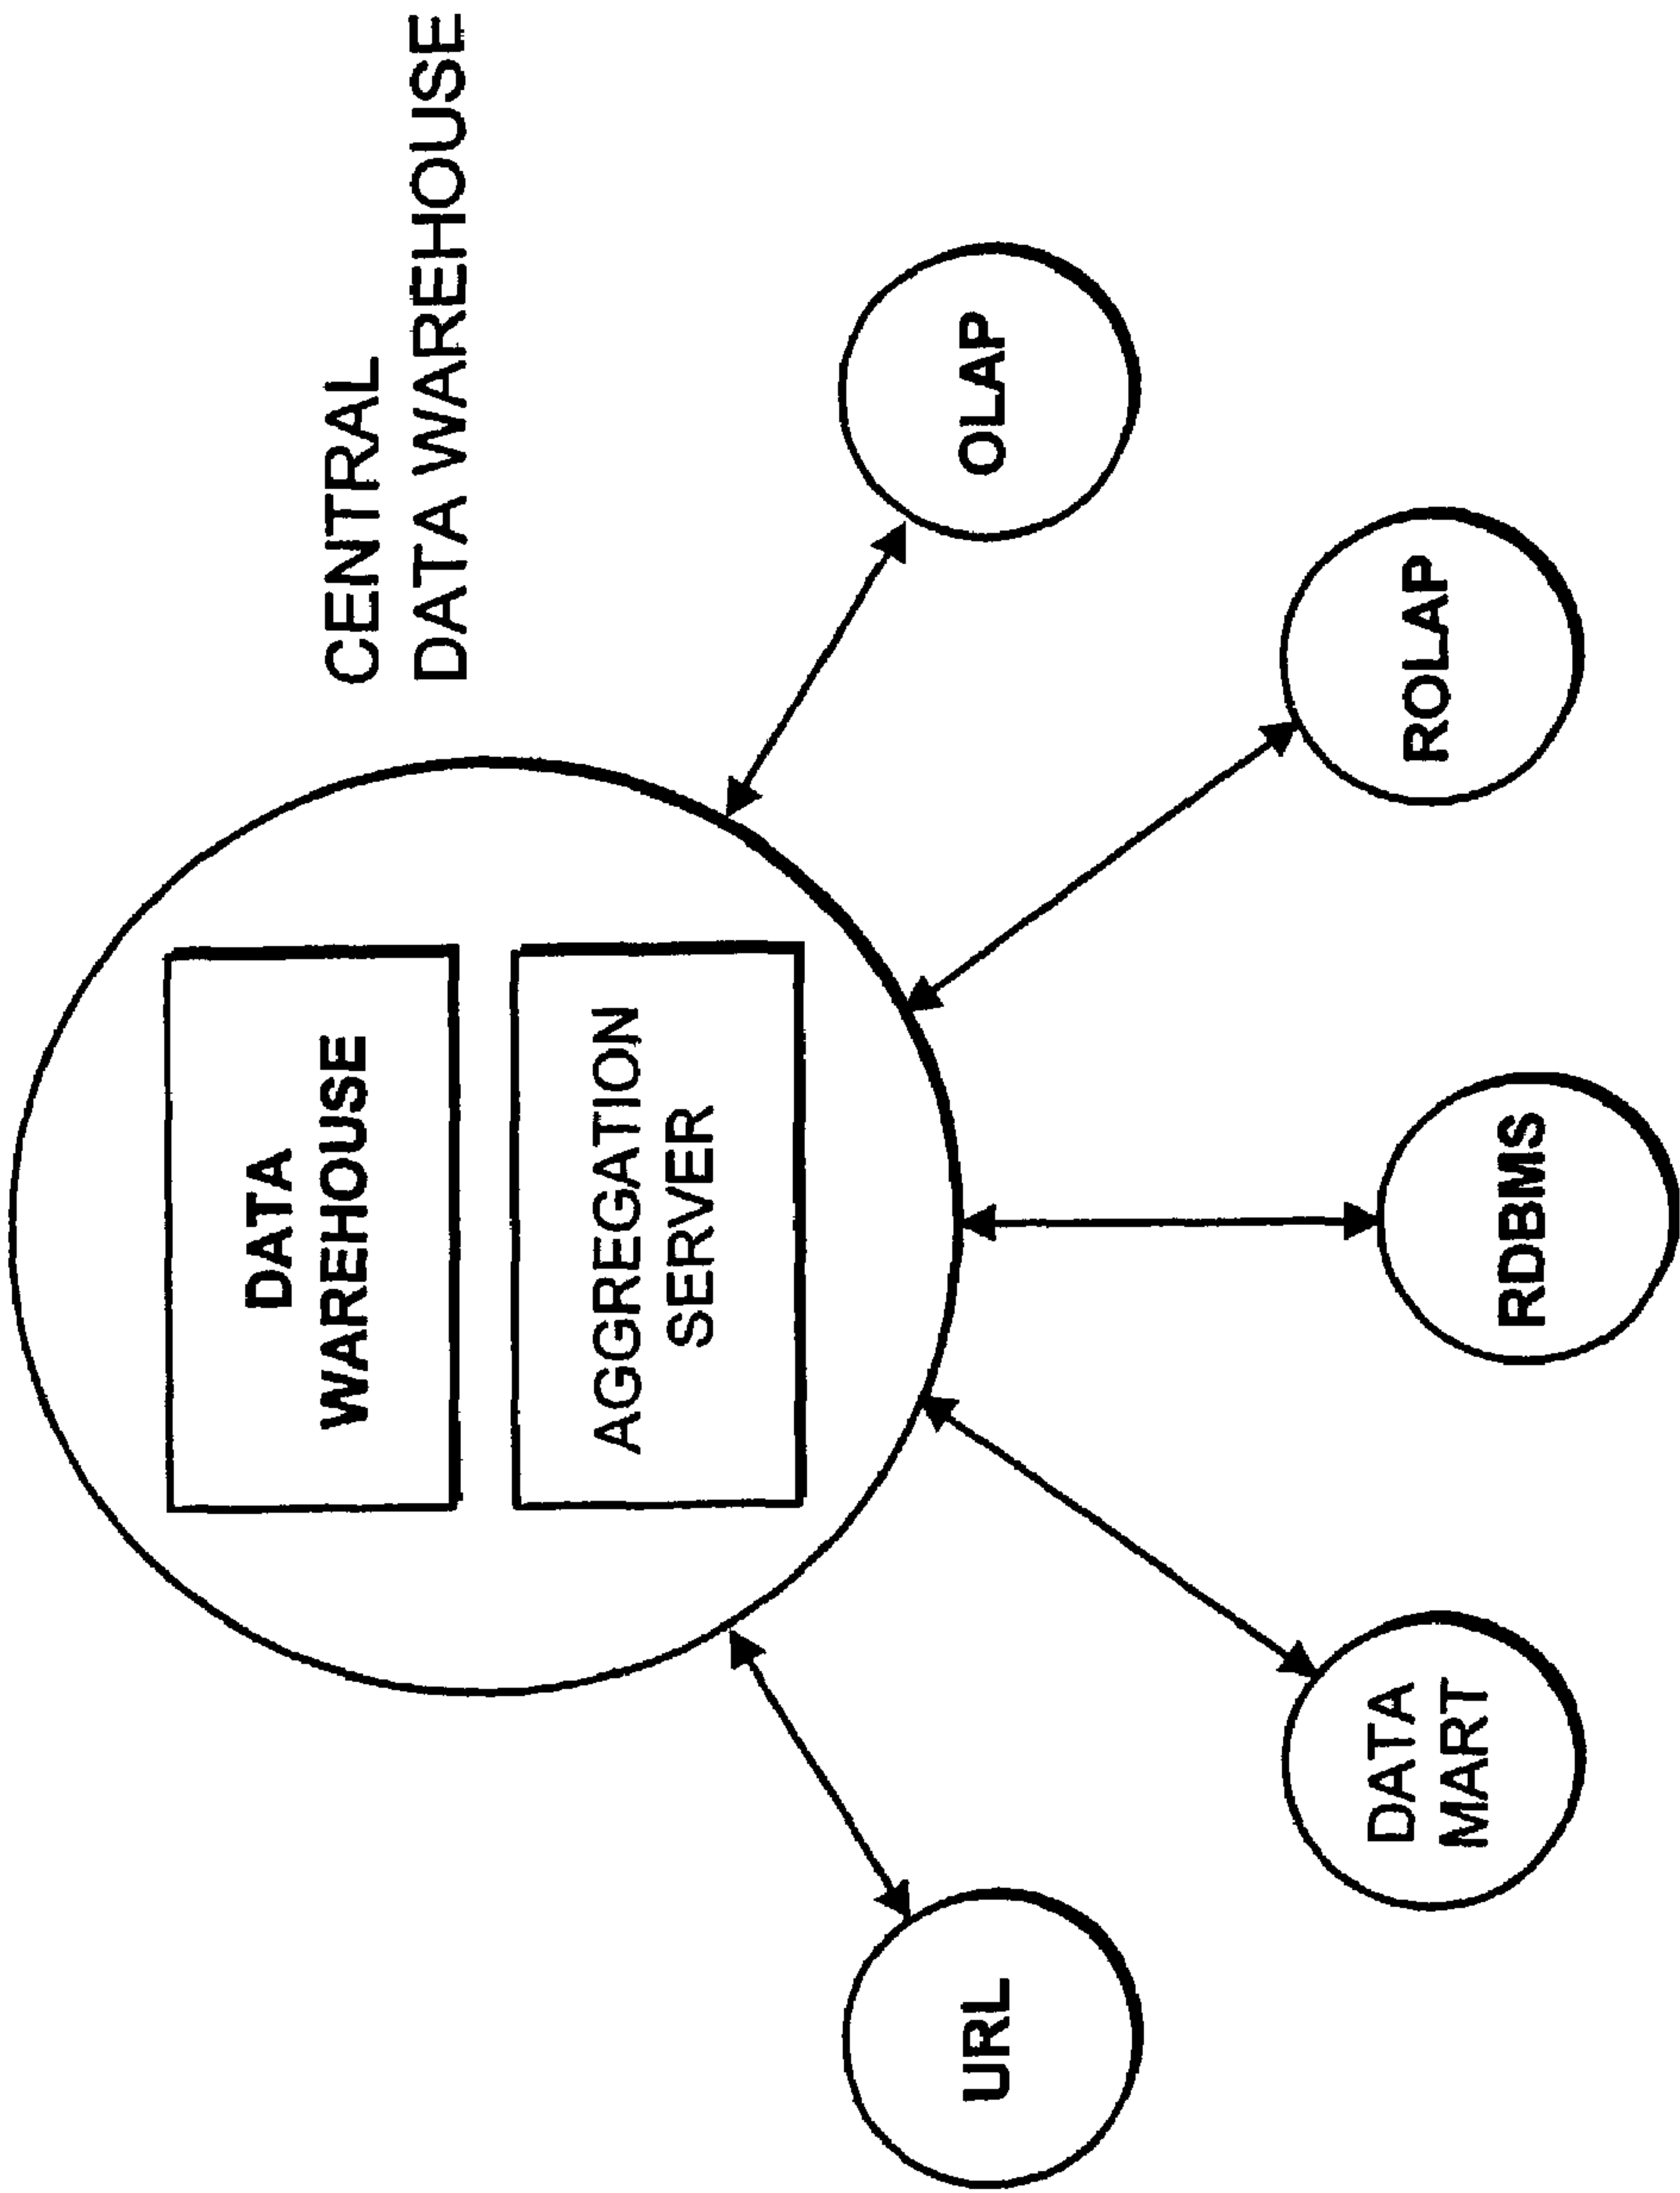 CENTRAL
DATA WAREHOUSE
DATA
WAREHOUSE
AGGREGATION
SERVER
URL
DATA
MART
RDBMS
ROLAP
OLAP